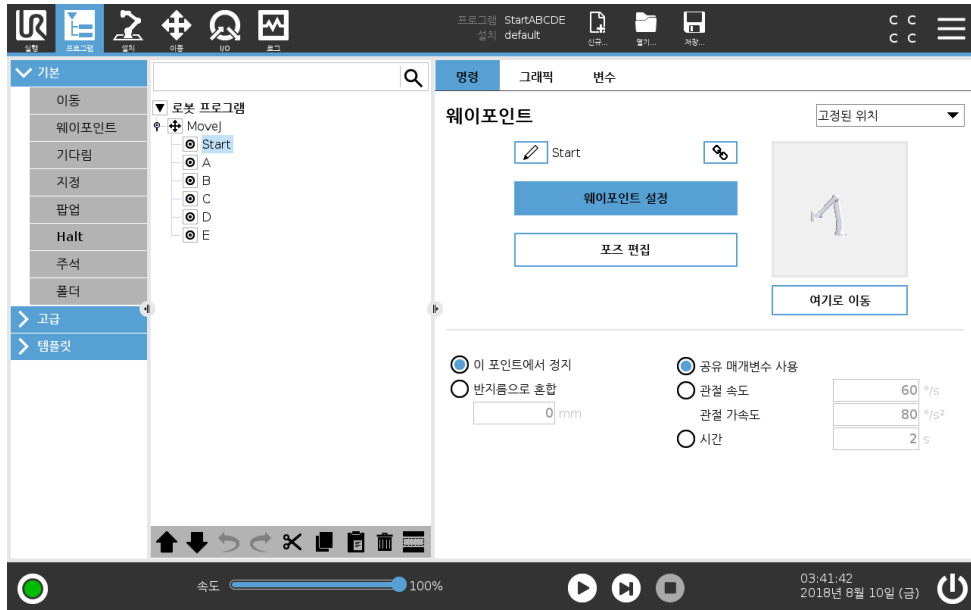 UR
실행
프로그램
설치
이동
I/O
로그
프로그램 StartABCDE
설치 default
신규...
열기...
저장...
C C
C C
기본
이동
웨이포인트
기다림
지정
팝업
Halt
주석
폴더
고급
템플릿
로봇 프로그램
MoveJ
Start
A
B
C
D
E
명령 그래픽 변수
웨이포인트
고정된 위치
Start
웨이포인트 설정
포즈 편집
여기로 이동
이 포인트에서 정지
반지름으로 혼합
0 mm
공유 매개변수 사용
관절 속도 60 °/s
관절 가속도 80 °/s²
시간 2 s
속도 100%
03:41:42
2018년 8월 10일 (금)